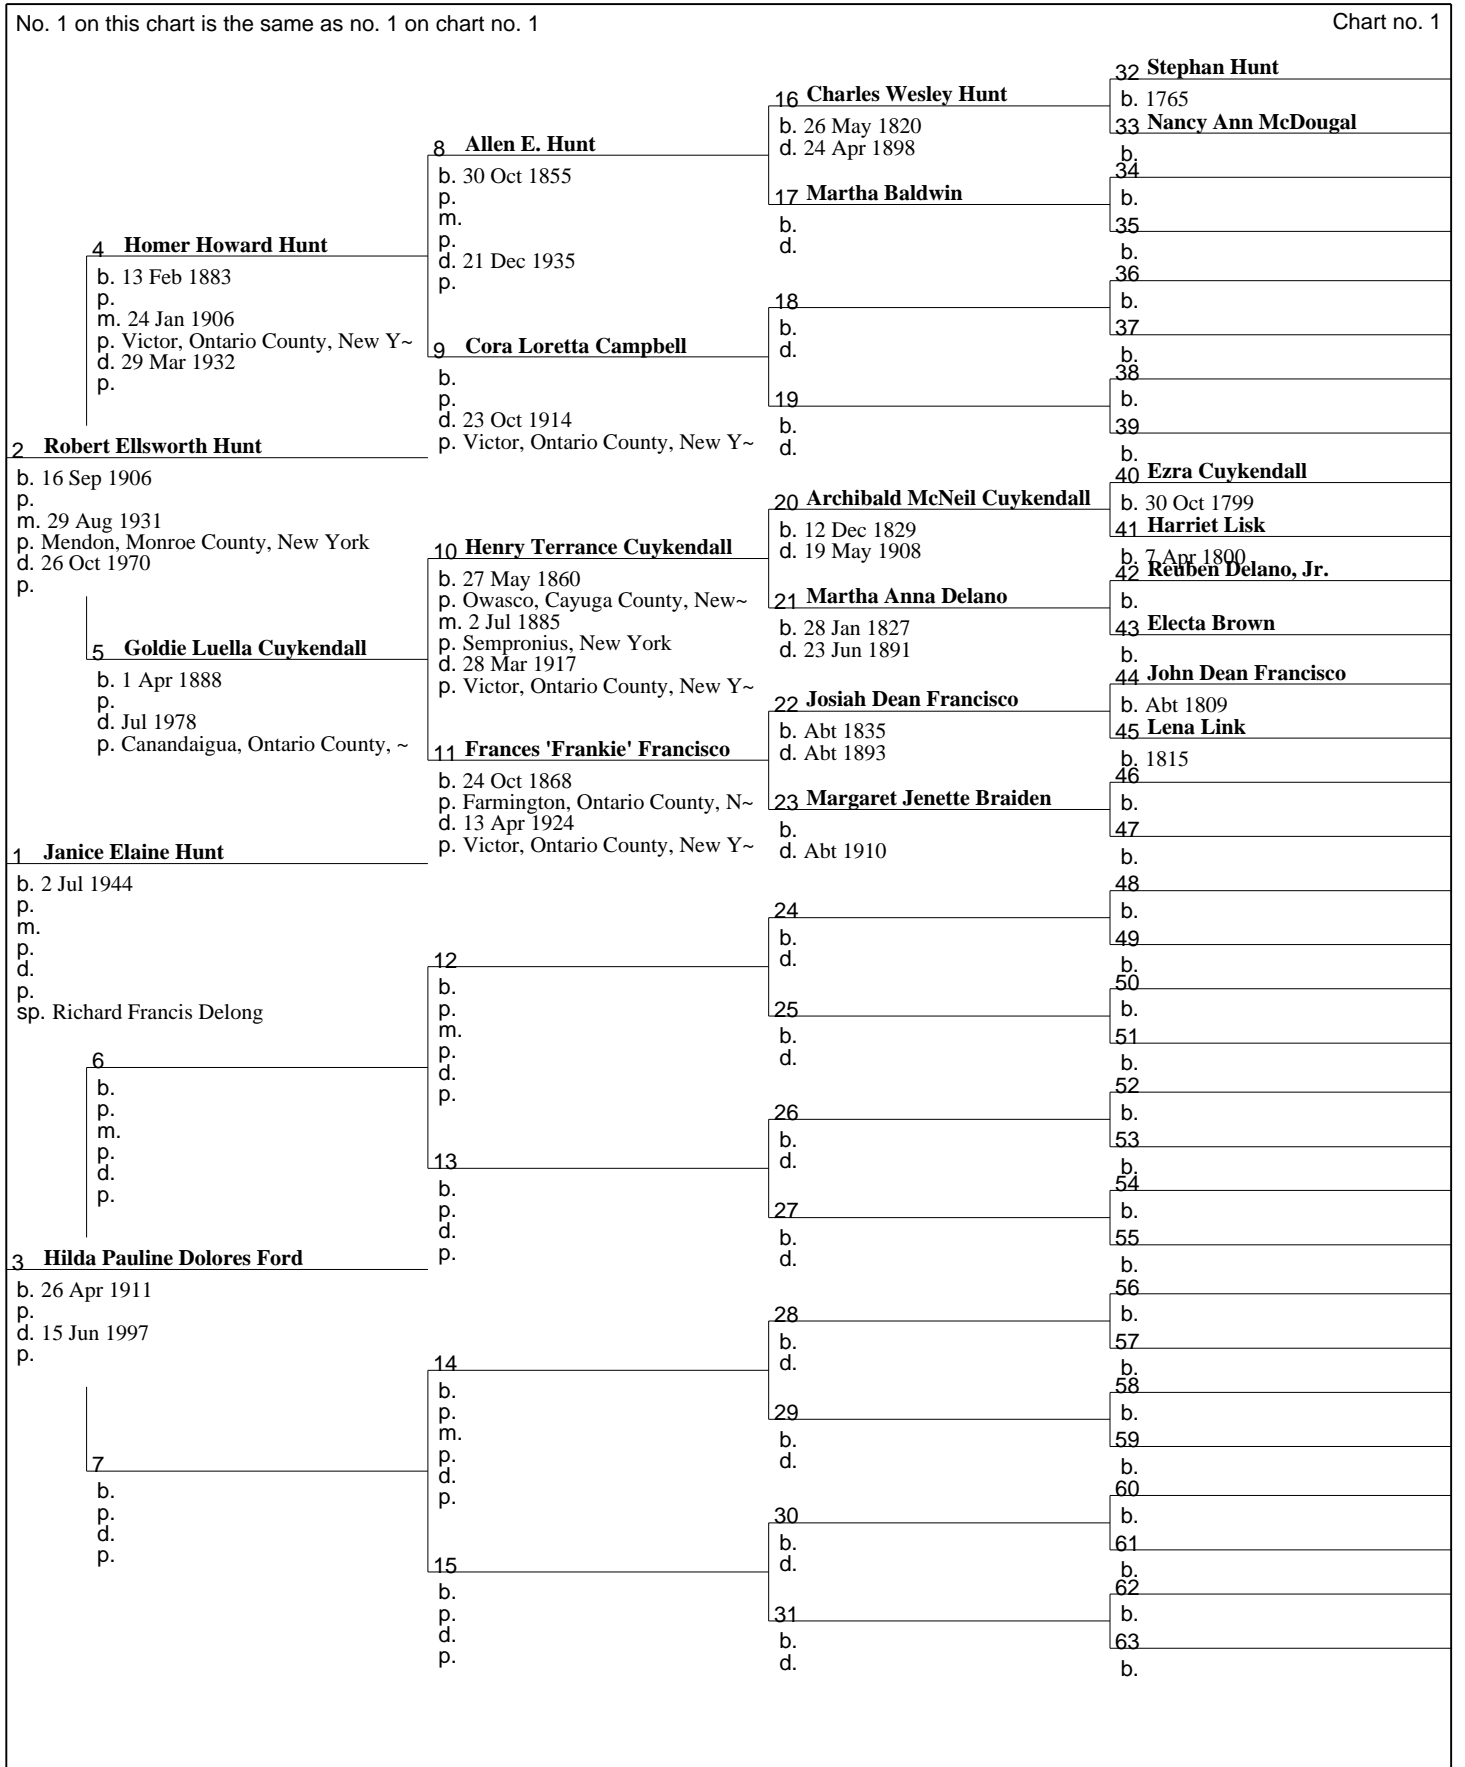 No. 1 on this chart is the same as no. 1 on chart no. 1
Chart no. 1
1 Janice Elaine Hunt
b. 2 Jul 1944
p.
m.
p.
d.
p.
sp. Richard Francis Delong
2 Robert Ellsworth Hunt
b. 16 Sep 1906
p.
m. 29 Aug 1931
p. Mendon, Monroe County, New York
d. 26 Oct 1970
p.
3 Hilda Pauline Dolores Ford
b. 26 Apr 1911
p.
d. 15 Jun 1997
p.
4 Homer Howard Hunt
b. 13 Feb 1883
p.
m. 24 Jan 1906
p. Victor, Ontario County, New Y~
d. 29 Mar 1932
p.
5 Goldie Luella Cuykendall
b. 1 Apr 1888
p.
d. Jul 1978
p. Canandaigua, Ontario County, ~
6
b.
p.
m.
p.
d.
p.
7
b.
p.
d.
p.
8 Allen E. Hunt
b. 30 Oct 1855
p.
m.
p.
d. 21 Dec 1935
p.
9 Cora Loretta Campbell
b.
p.
d. 23 Oct 1914
p. Victor, Ontario County, New Y~
10 Henry Terrance Cuykendall
b. 27 May 1860
p. Owasco, Cayuga County, New~
m. 2 Jul 1885
p. Sempronius, New York
d. 28 Mar 1917
p. Victor, Ontario County, New Y~
11 Frances 'Frankie' Francisco
b. 24 Oct 1868
p. Farmington, Ontario County, N~
d. 13 Apr 1924
p. Victor, Ontario County, New Y~
12
b.
p.
m.
p.
d.
p.
13
b.
p.
d.
p.
14
b.
p.
m.
p.
d.
p.
15
b.
p.
d.
p.
16 Charles Wesley Hunt
b. 26 May 1820
d. 24 Apr 1898
17 Martha Baldwin
b.
d.
18
b.
d.
19
b.
d.
20 Archibald McNeil Cuykendall
b. 12 Dec 1829
d. 19 May 1908
21 Martha Anna Delano
b. 28 Jan 1827
d. 23 Jun 1891
22 Josiah Dean Francisco
b. Abt 1835
d. Abt 1893
23 Margaret Jenette Braiden
b.
d. Abt 1910
24
b.
d.
25
b.
d.
26
b.
d.
27
b.
d.
28
b.
d.
29
b.
d.
30
b.
d.
31
b.
d.
32 Stephan Hunt
b. 1765
33 Nancy Ann McDougal
b.
34
b.
35
b.
36
b.
37
b.
38
b.
39
b.
40 Ezra Cuykendall
b. 30 Oct 1799
41 Harriet Lisk
b. 7 Apr 1800
42 Reuben Delano, Jr.
b.
43 Electa Brown
b.
44 John Dean Francisco
b. Abt 1809
45 Lena Link
b. 1815
46
b.
47
b.
48
b.
49
b.
50
b.
51
b.
52
b.
53
b.
54
b.
55
b.
56
b.
57
b.
58
b.
59
b.
60
b.
61
b.
62
b.
63
b.